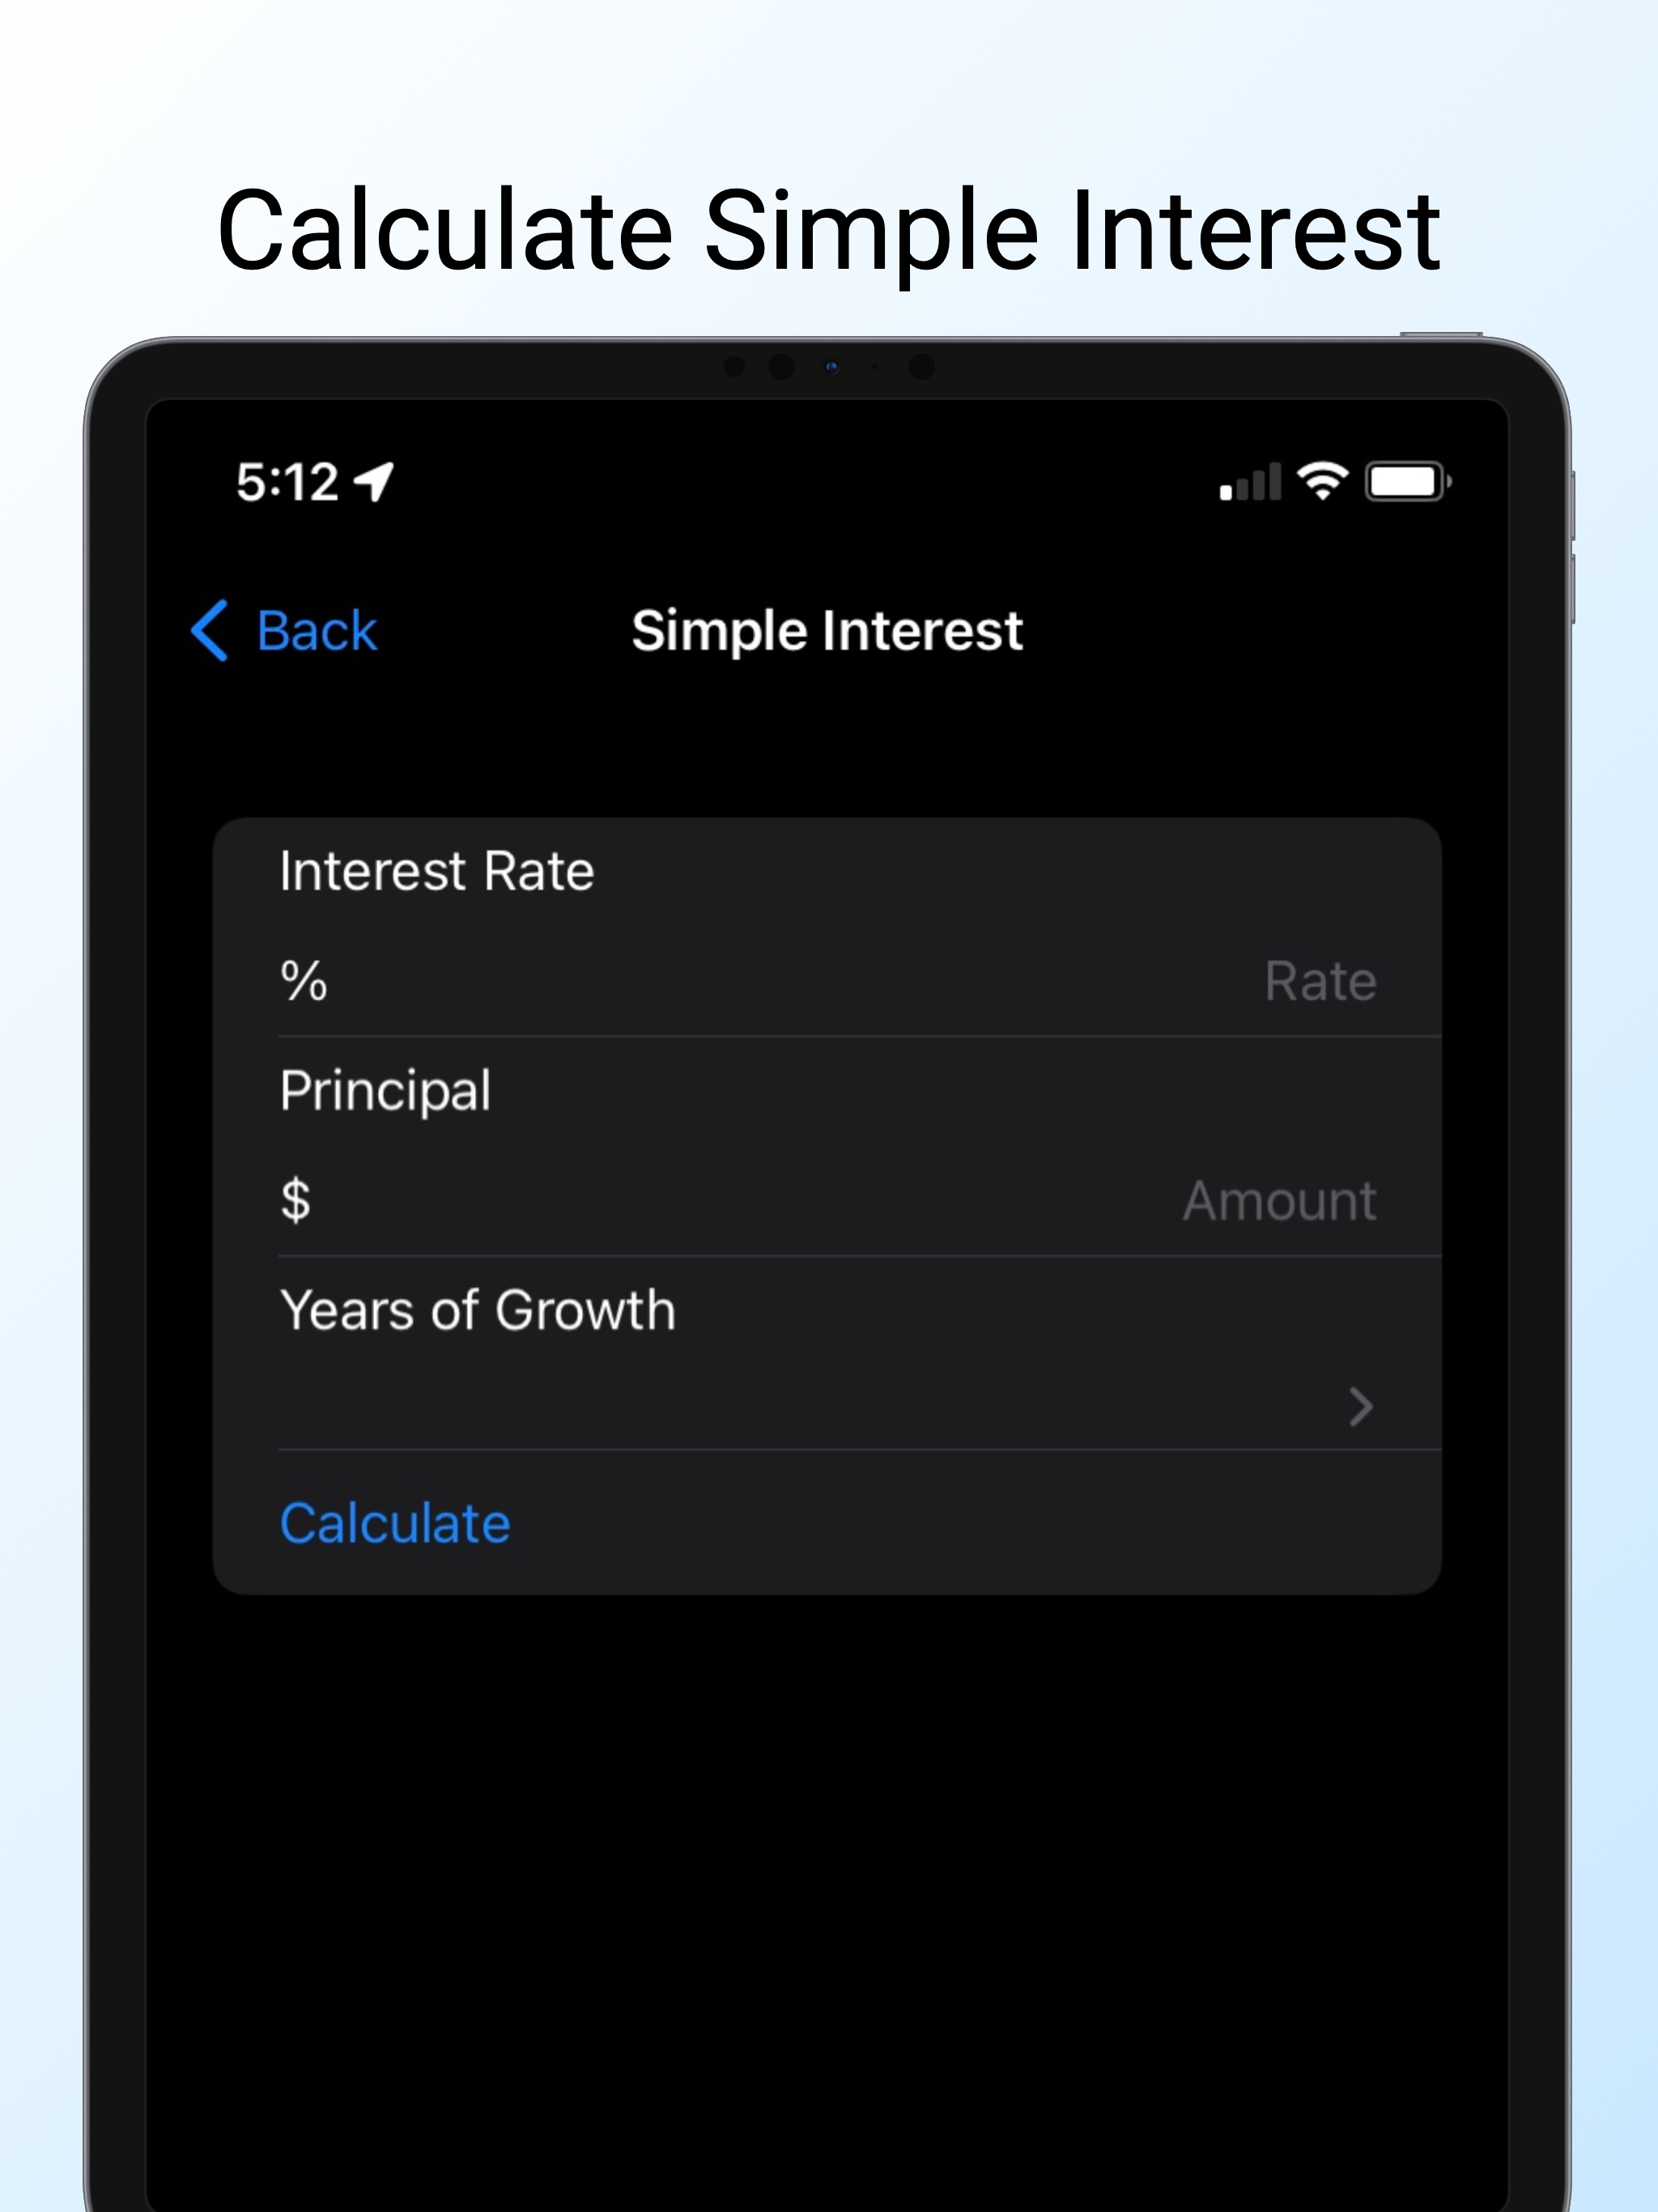 Calculate Simple Interest
5:12
Back
Simple Interest
Interest Rate
% Rate
Principal
$ Amount
Years of Growth
Calculate